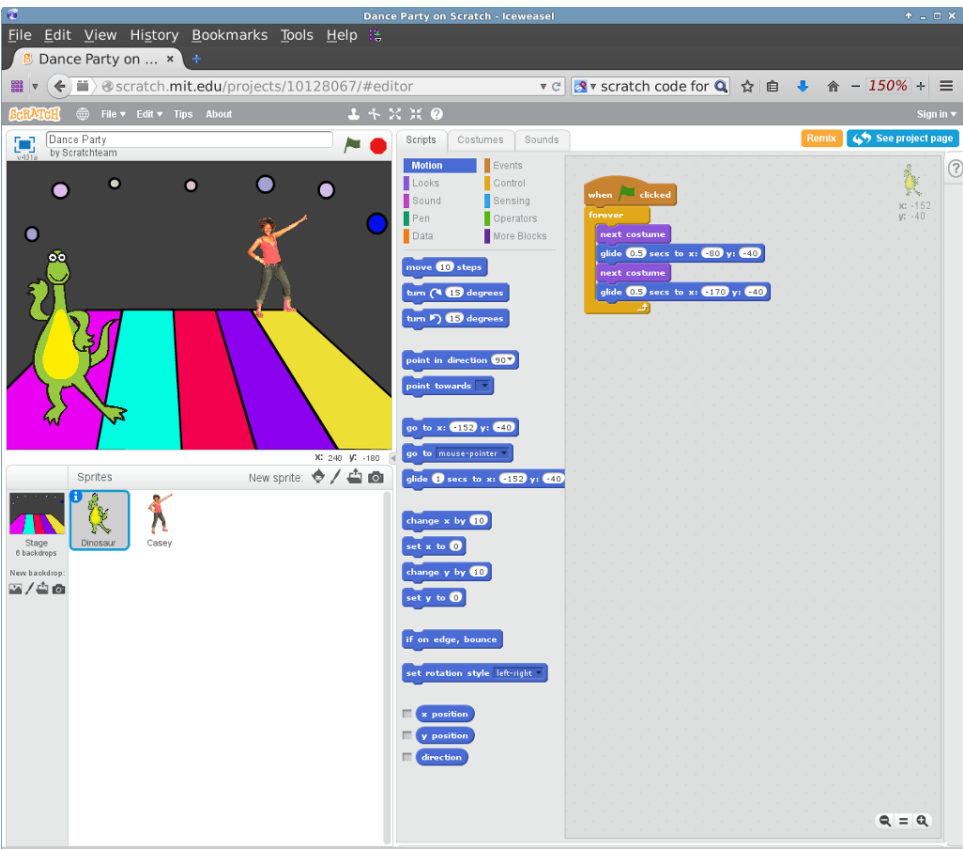 Dance Party on Scratch - Iceweasel
File Edit View History Bookmarks Tools Help
Dance Party on ... × +
scratch.mit.edu/projects/10128067/#editor
scratch code for
− 150% +
SCRATCH File ▾ Edit ▾ Tips About
Sign in ▾
v431a
Dance Party
by Scratchteam
Scripts Costumes Sounds
Remix See project page
Motion Events
Looks Control
Sound Sensing
Pen Operators
Data More Blocks
move 10 steps
turn 15 degrees
turn 15 degrees
point in direction 90▾
point towards
go to x: -152 y: -40
go to mouse-pointer
glide 1 secs to x: -152 y: -40
change x by 10
set x to 0
change y by 10
set y to 0
if on edge, bounce
set rotation style left-right
x position
y position
direction
when clicked
forever
next costume
glide 0.5 secs to x: -80 y: -40
next costume
glide 0.5 secs to x: -170 y: -40
x: -152
y: -40
?
x: 240 y: -180
Sprites New sprite:
Stage
6 backdrops
New backdrop:
Dinosaur
Casey